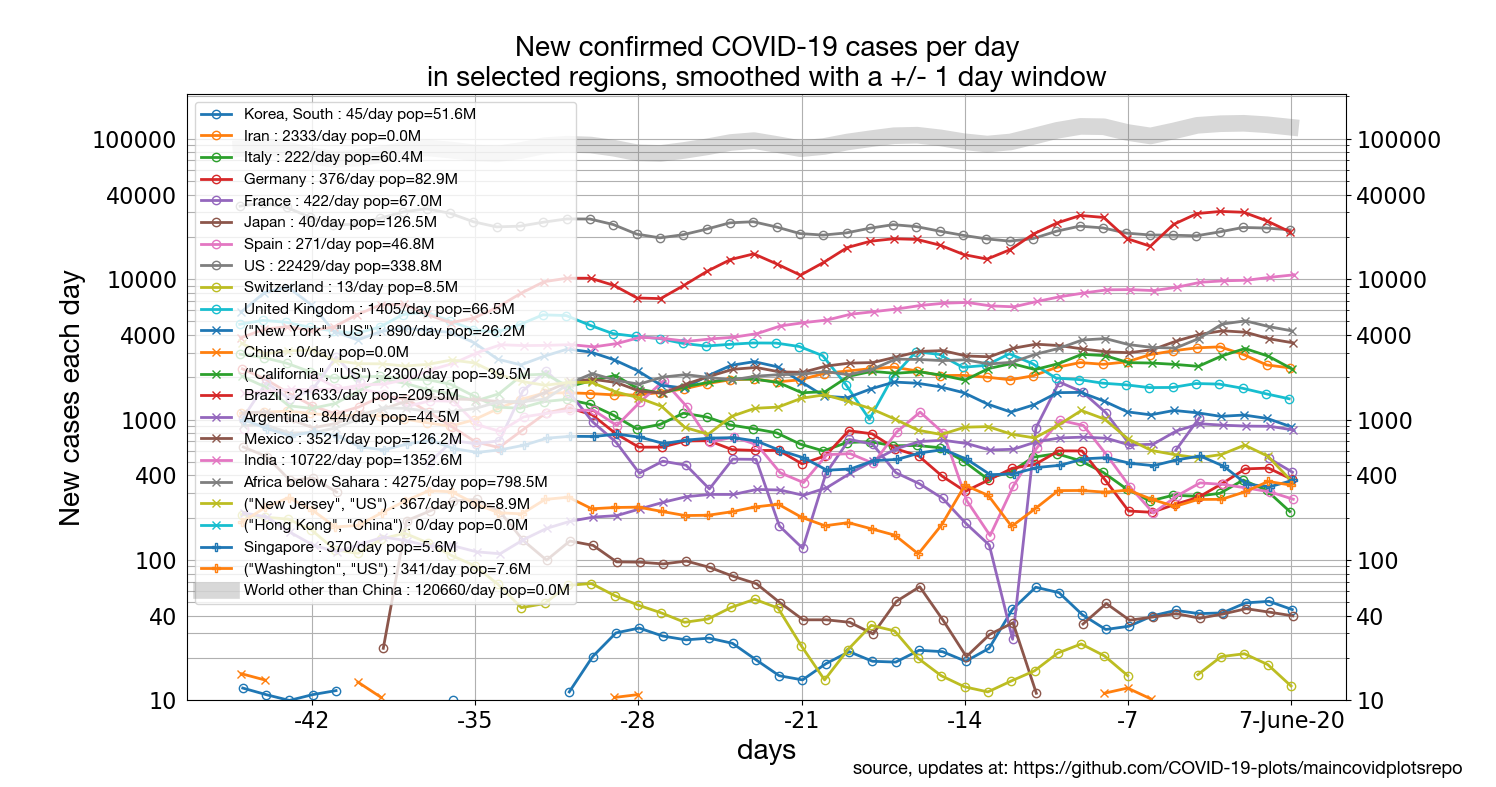 New confirmed COVID-19 cases per day
in selected regions, smoothed with a +/- 1 day window
New cases each day
100000
40000
10000
4000
1000
400
100
40
10
Korea, South : 45/day pop=51.6M
Iran : 2333/day pop=0.0M
Italy : 222/day pop=60.4M
Germany : 376/day pop=82.9M
France : 422/day pop=67.0M
Japan : 40/day pop=126.5M
Spain : 271/day pop=46.8M
US : 22429/day pop=338.8M
Switzerland : 13/day pop=8.5M
United Kingdom : 1405/day pop=66.5M
("New York", "US") : 890/day pop=26.2M
China : 0/day pop=0.0M
("California", "US") : 2300/day pop=39.5M
Brazil : 21633/day pop=209.5M
Argentina : 844/day pop=44.5M
Mexico : 3521/day pop=126.2M
India : 10722/day pop=1352.6M
Africa below Sahara : 4275/day pop=798.5M
("New Jersey", "US") : 367/day pop=8.9M
("Hong Kong", "China") : 0/day pop=0.0M
Singapore : 370/day pop=5.6M
("Washington", "US") : 341/day pop=7.6M
World other than China : 120660/day pop=0.0M
100000
40000
10000
4000
1000
400
100
40
10
-42 -35 -28 -21 -14 -7 7-June-20
days
source, updates at: https://github.com/COVID-19-plots/maincovidplotsrepo